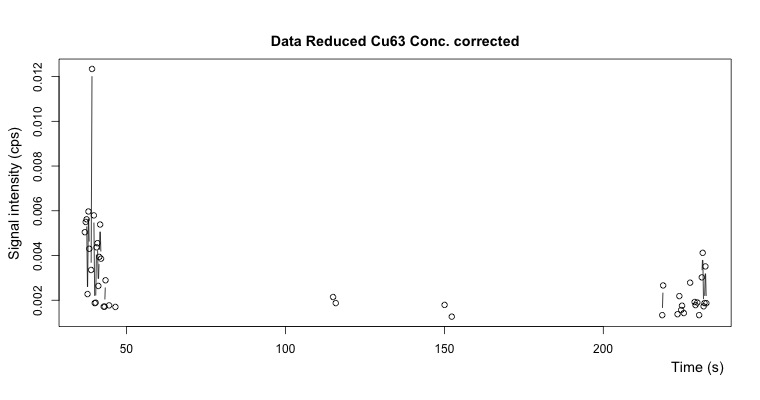 Data Reduced Cu63 Conc. corrected
Signal intensity (cps)
0.012
0.010
0.008
0.006
0.004
0.002
50 100 150 200
Time (s)